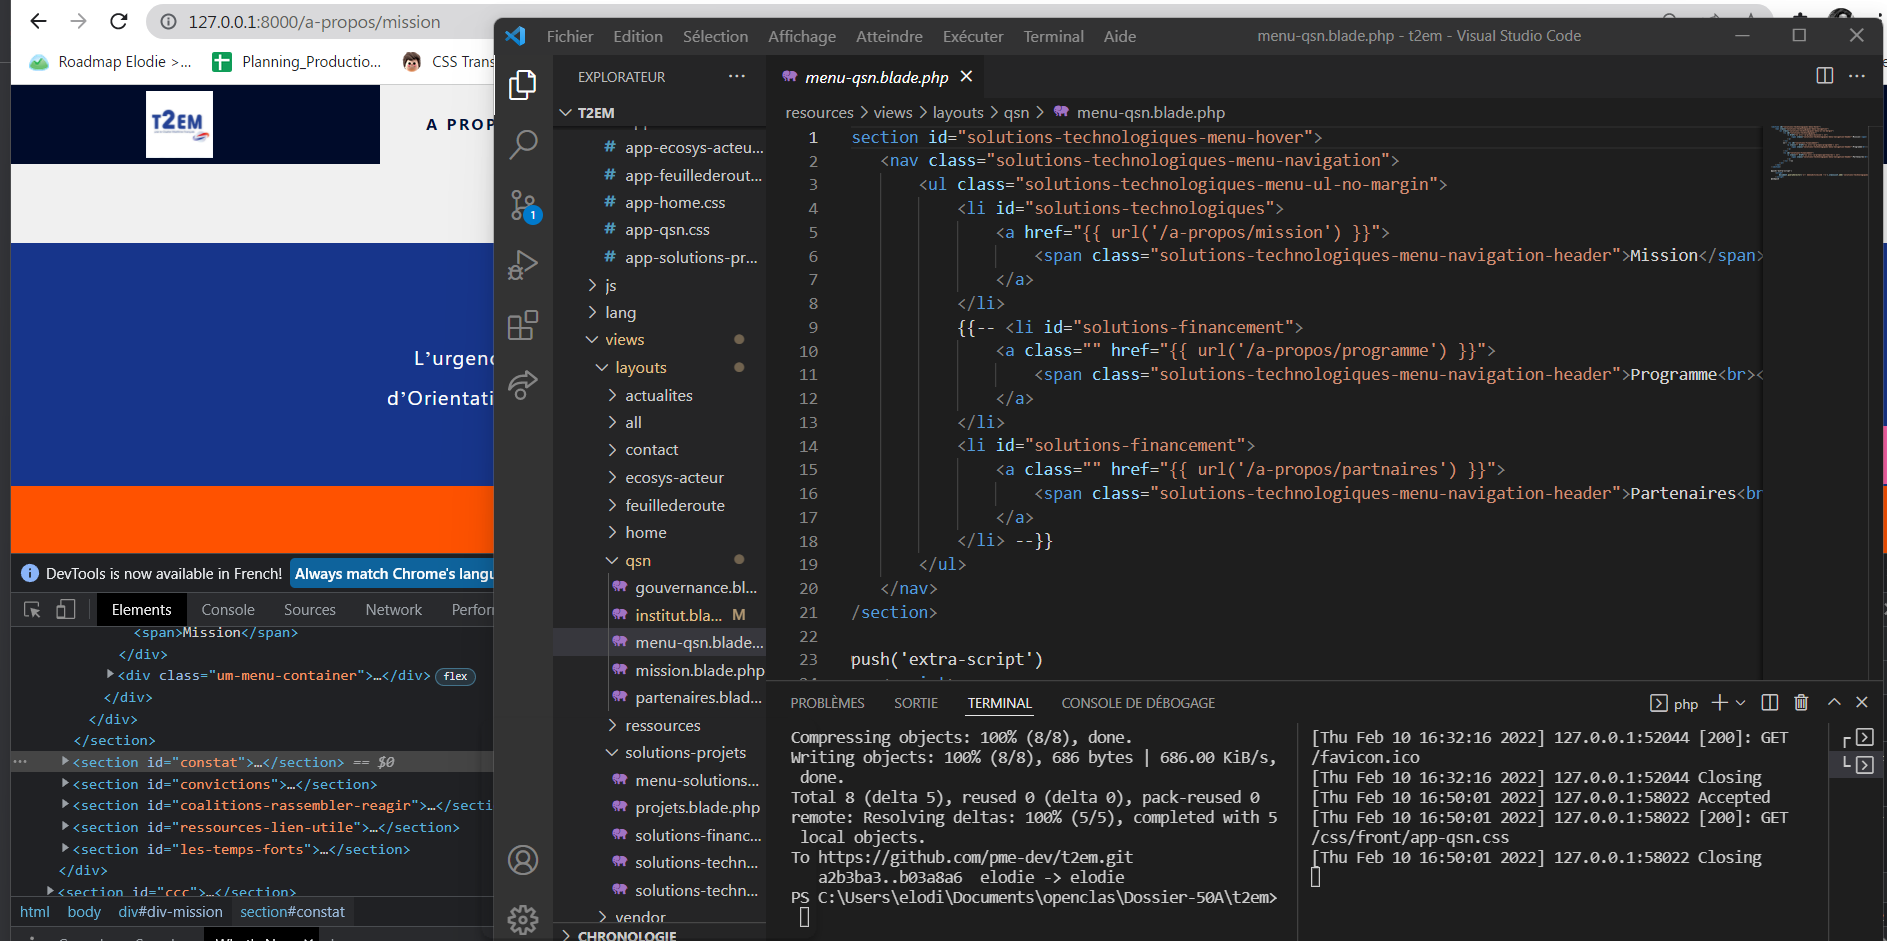 127.0.0.1:8000/a-propos/mission
Roadmap Elodie >...
Planning_Productio...
CSS Trans
T2EM
A PROP
L’urgenc
d’Orientati
DevTools is now available in French!
Always match Chrome's langu
Elements
Console
Sources
Network
Perfor
<span>Mission</span>
</div>
<div class="um-menu-container">…</div>
flex
</div>
</div>
</section>
<section id="constat">…</section> == $0
<section id="convictions">…</section>
<section id="coalitions-rassembler-reagir">…</secti
<section id="ressources-lien-utile">…</section>
<section id="les-temps-forts">…</section>
</div>
<section id="ccc">…</section>
html
body
div#div-mission
section#constat
Fichier
Edition
Sélection
Affichage
Atteindre
Exécuter
Terminal
Aide
menu-qsn.blade.php - t2em - Visual Studio Code
1
EXPLORATEUR
T2EM
app-ecosys-acteu...
app-feuillederout...
app-home.css
app-qsn.css
app-solutions-pr...
js
lang
views
layouts
actualites
all
contact
ecosys-acteur
feuillederoute
home
qsn
gouvernance.bl...
institut.bla... M
menu-qsn.blade...
mission.blade.php
partenaires.blad...
ressources
solutions-projets
menu-solutions...
projets.blade.php
solutions-financ...
solutions-techn...
solutions-techn...
vendor
CHRONOLOGIE
menu-qsn.blade.php
resources > views > layouts > qsn > menu-qsn.blade.php
1 section id="solutions-technologiques-menu-hover">
2 <nav class="solutions-technologiques-menu-navigation">
3 <ul class="solutions-technologiques-menu-ul-no-margin">
4 <li id="solutions-technologiques">
5 <a href="{{ url('/a-propos/mission') }}">
6 <span class="solutions-technologiques-menu-navigation-header">Mission</span>
7 </a>
8 </li>
9 {{-- <li id="solutions-financement">
10 <a class="" href="{{ url('/a-propos/programme') }}">
11 <span class="solutions-technologiques-menu-navigation-header">Programme<br><
12 </a>
13 </li>
14 <li id="solutions-financement">
15 <a class="" href="{{ url('/a-propos/partnaires') }}">
16 <span class="solutions-technologiques-menu-navigation-header">Partenaires<br
17 </a>
18 </li> --}}
19 </ul>
20 </nav>
21 /section>
22
23 push('extra-script')
PROBLÈMES
SORTIE
TERMINAL
CONSOLE DE DÉBOGAGE
php
Compressing objects: 100% (8/8), done.
Writing objects: 100% (8/8), 686 bytes | 686.00 KiB/s,
done.
Total 8 (delta 5), reused 0 (delta 0), pack-reused 0
remote: Resolving deltas: 100% (5/5), completed with 5
local objects.
To https://github.com/pme-dev/t2em.git
a2b3ba3..b03a8a6 elodie -> elodie
PS C:\Users\elodi\Documents\openclas\Dossier-50A\t2em>
[Thu Feb 10 16:32:16 2022] 127.0.0.1:52044 [200]: GET
/favicon.ico
[Thu Feb 10 16:32:16 2022] 127.0.0.1:52044 Closing
[Thu Feb 10 16:50:01 2022] 127.0.0.1:58022 Accepted
[Thu Feb 10 16:50:01 2022] 127.0.0.1:58022 [200]: GET
/css/front/app-qsn.css
[Thu Feb 10 16:50:01 2022] 127.0.0.1:58022 Closing